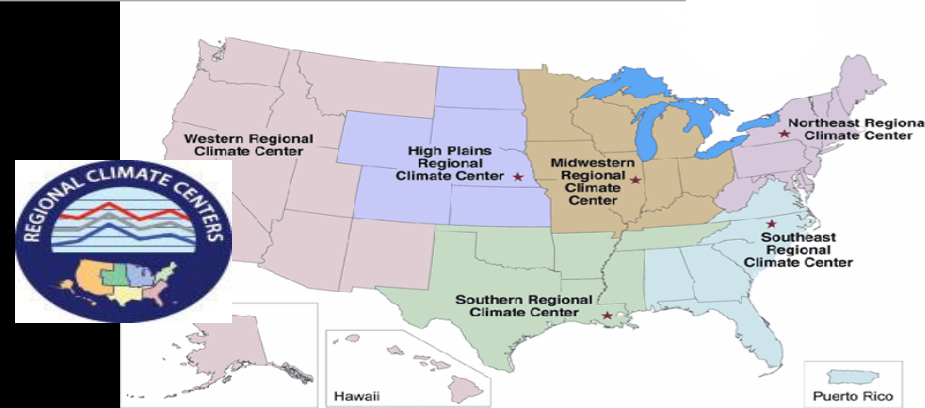 Western Regional
Climate Center
High Plains
Regional
Climate Center
Midwestern
Regional
Climate
Center
Northeast Regiona
Climate Center
Southeast
Regional
Climate Center
Southern Regional
Climate Center
REGIONAL CLIMATE CENTERS
Hawaii
Puerto Rico